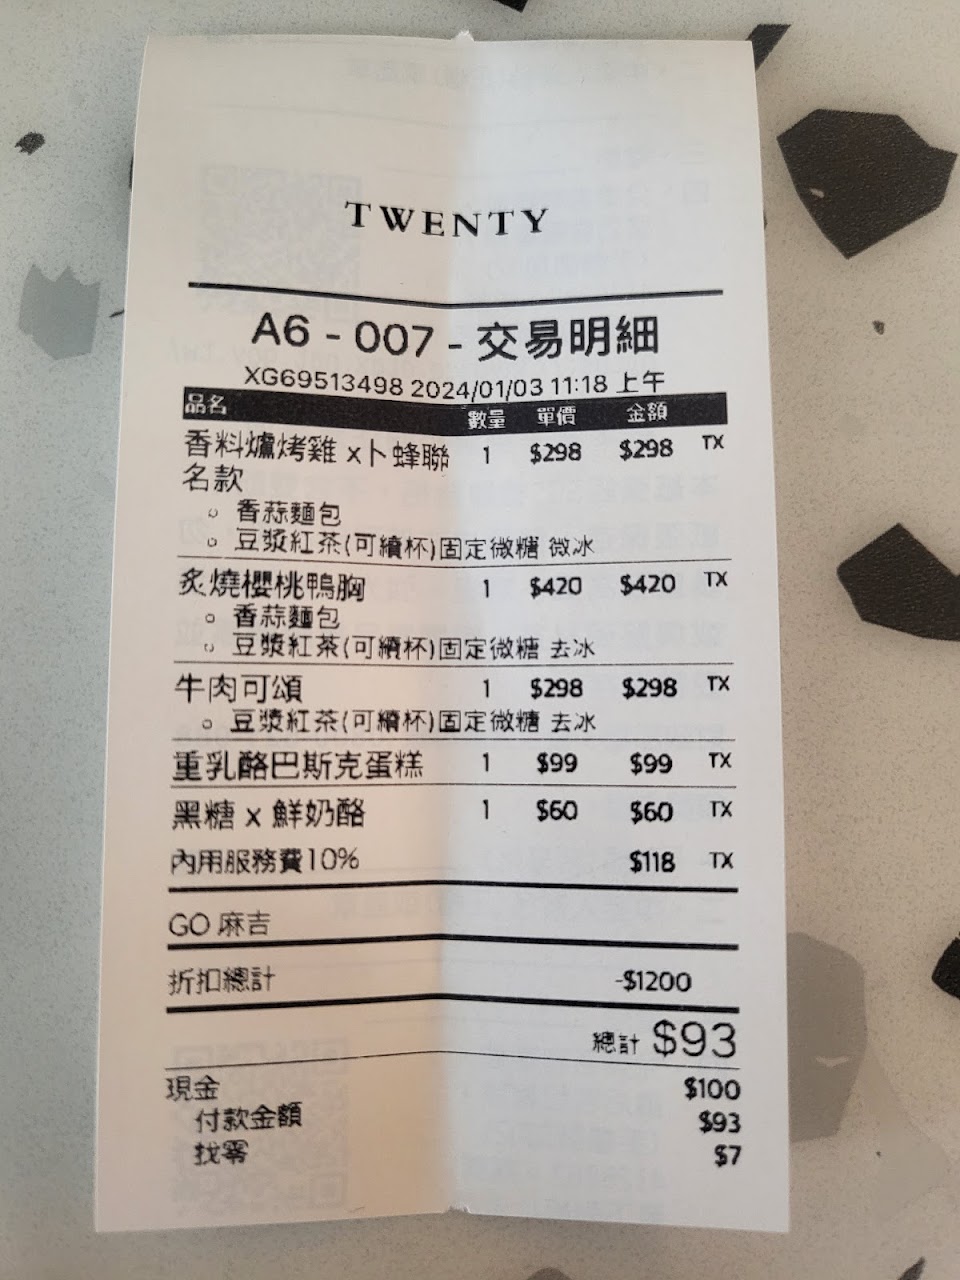 TWENTY
A6 - 007 - 交易明細
XG69513498 2024/01/03 11:18 上午
品名 數量 單價 金額
香料爐烤雞 x卜蜂聯 1 $298 $298 TX
名款
香蒜麵包
豆漿紅茶(可續杯)固定微糖 微冰
炙燒櫻桃鴨胸 1 $420 $420 TX
香蒜麵包
豆漿紅茶(可續杯)固定微糖 去冰
牛肉可頌 1 $298 $298 TX
豆漿紅茶(可續杯)固定微糖 去冰
重乳酪巴斯克蛋糕 1 $99 $99 TX
黑糖 x 鮮奶酪 1 $60 $60 TX
內用服務費10% $118 TX
GO 麻吉
折扣總計 -$1200
總計 $93
現金 $100
付款金額 $93
找零 $7